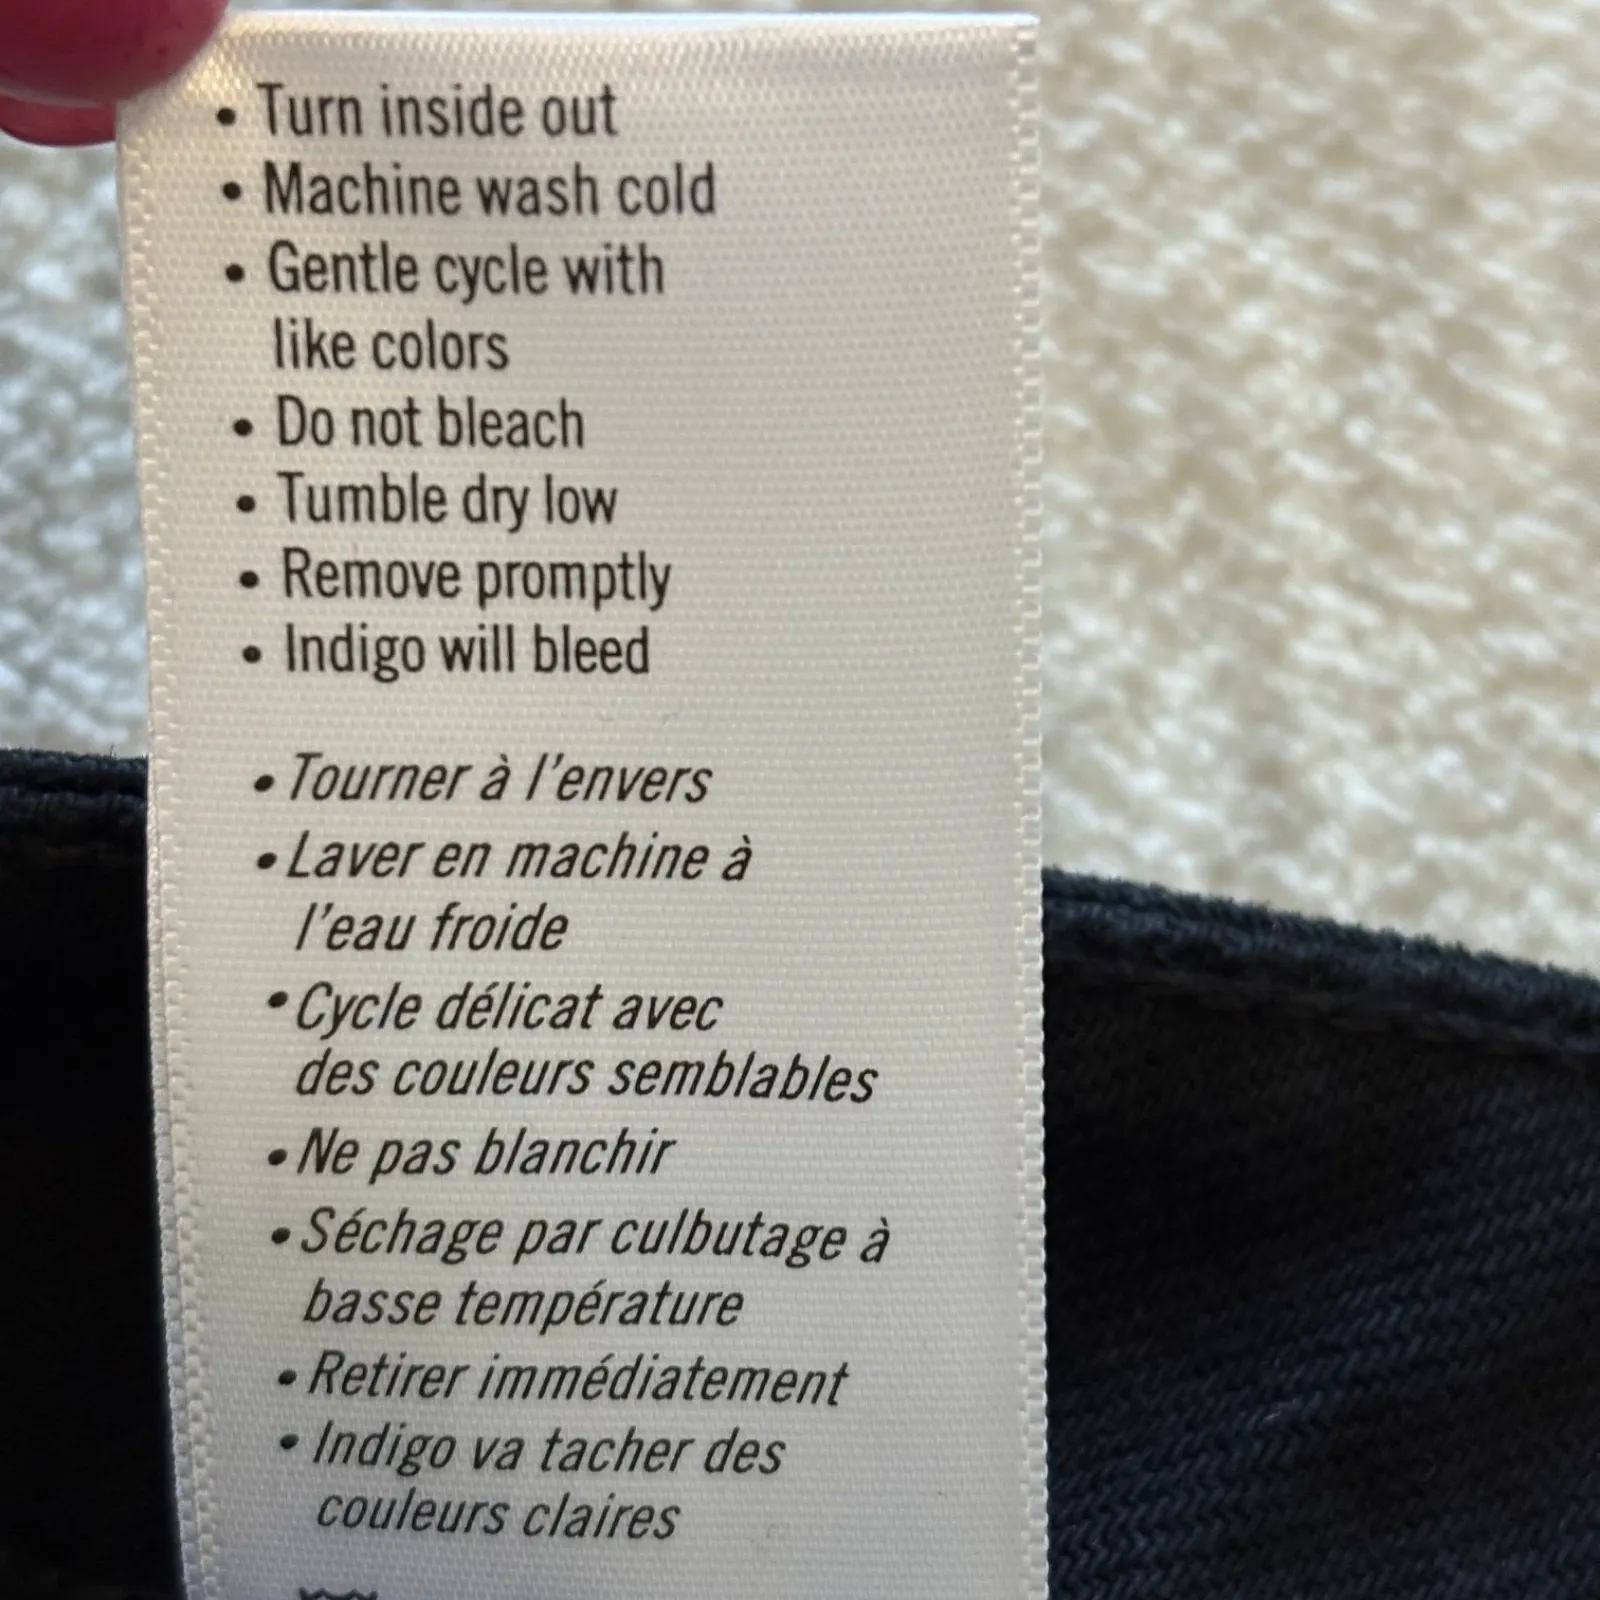 • Turn inside out
• Machine wash cold
• Gentle cycle with
like colors
• Do not bleach
• Tumble dry low
• Remove promptly
• Indigo will bleed
• Tourner à l'envers
• Laver en machine à
l'eau froide
• Cycle délicat avec
des couleurs semblables
• Ne pas blanchir
• Séchage par culbutage à
basse température
• Retirer immédiatement
• Indigo va tacher des
couleurs claires